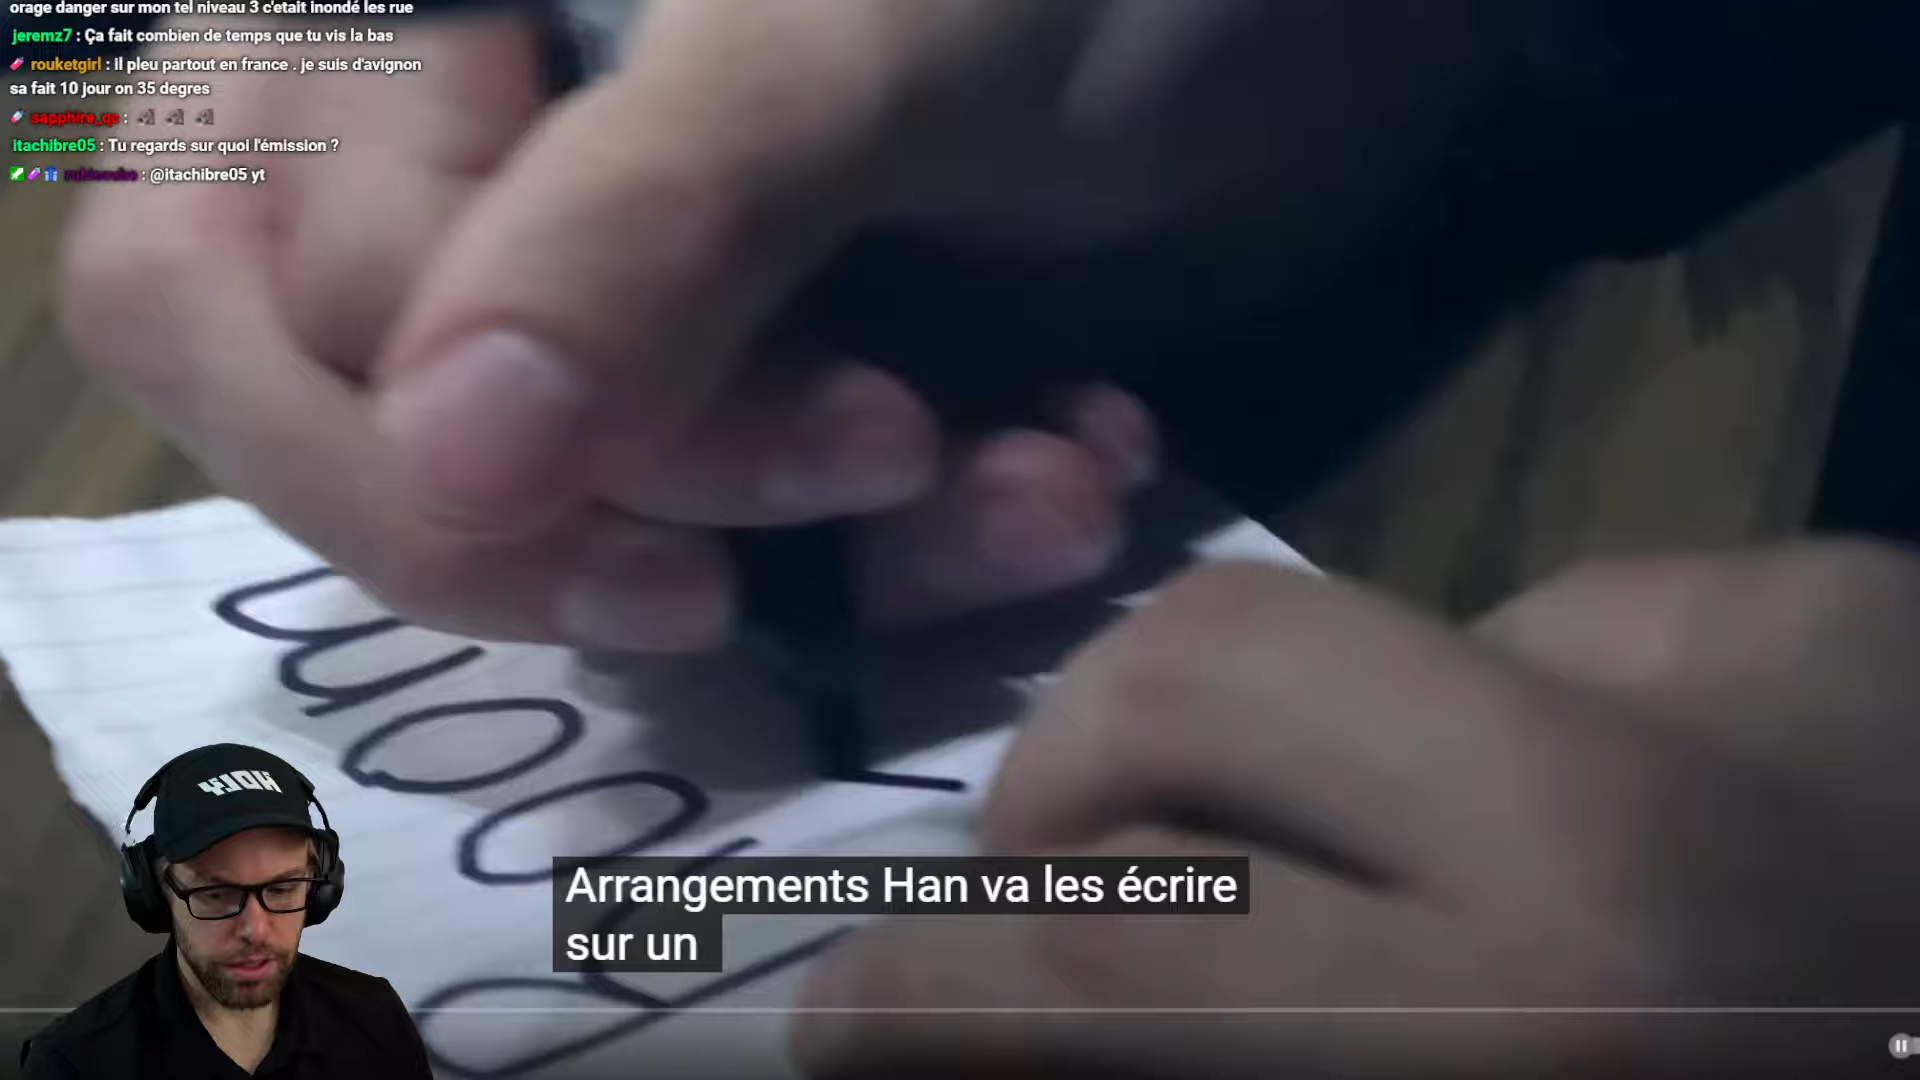 orage danger sur mon tel niveau 3 c'etait inondé les rue
jeremz7 : Ça fait combien de temps que tu vis la bas
rouketgirl : il pleu partout en france . je suis d'avignon
sa fait 10 jour on 35 degres
sapphire_qc :
itachibre05 : Tu regards sur quoi l'émission ?
: @itachibre05 yt
Arrangements Han va les écrire
sur un